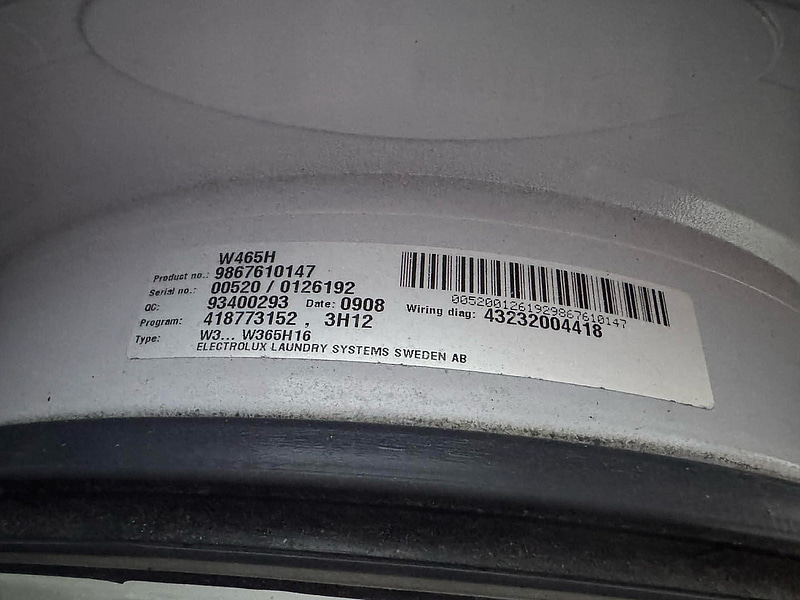 W465H
Product no.: 9867610147
Serial no.: 00520 / 0126192
QC: 93400293 Date: 0908
Program: 418773152 , 3H12
Type: W3... W365H16
ELECTROLUX LAUNDRY SYSTEMS SWEDEN AB
0052001261929867610147
Wiring diag: 43232004418